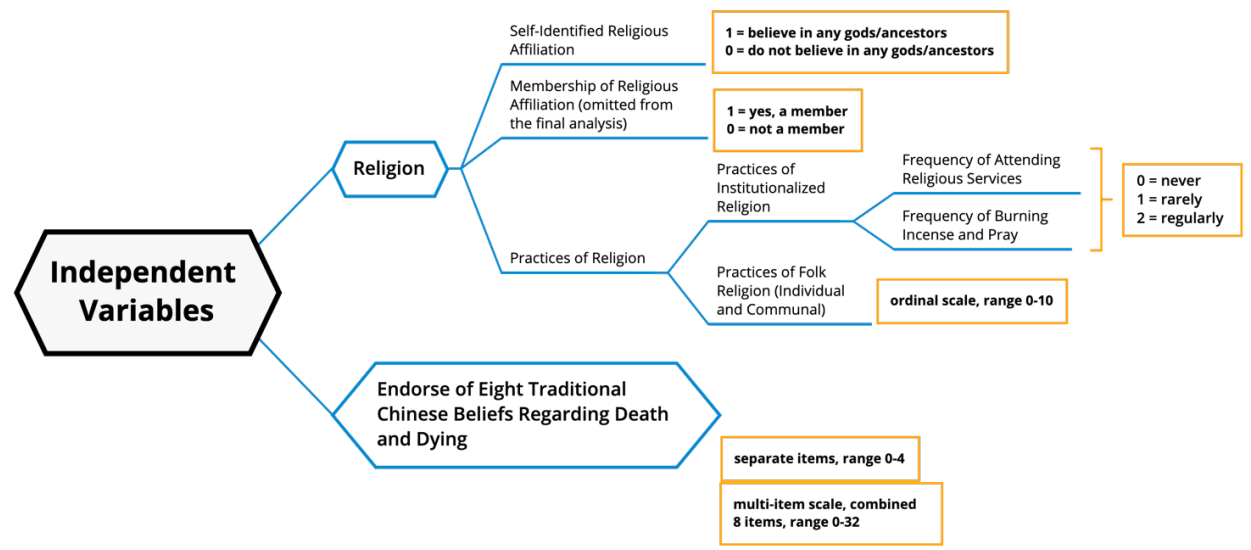 Independent
Variables
Religion
Self-Identified Religious
Affiliation
1 = believe in any gods/ancestors
0 = do not believe in any gods/ancestors
Membership of Religious
Affiliation (omitted from
the final analysis)
1 = yes, a member
0 = not a member
Practices of Religion
Practices of
Institutionalized
Religion
Frequency of Attending
Religious Services
Frequency of Burning
Incense and Pray
0 = never
1 = rarely
2 = regularly
Practices of Folk
Religion (Individual
and Communal)
ordinal scale, range 0-10
Endorse of Eight Traditional
Chinese Beliefs Regarding Death
and Dying
separate items, range 0-4
multi-item scale, combined
8 items, range 0-32